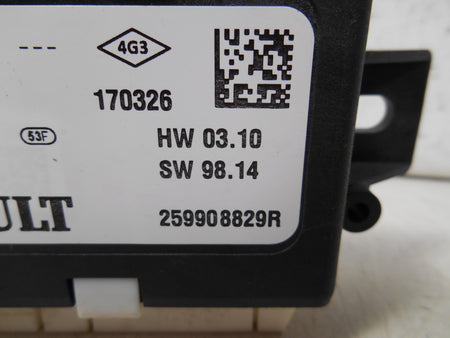 --- 4G3
170326
53F HW 03.10
SW 98.14
ULT 259908829R